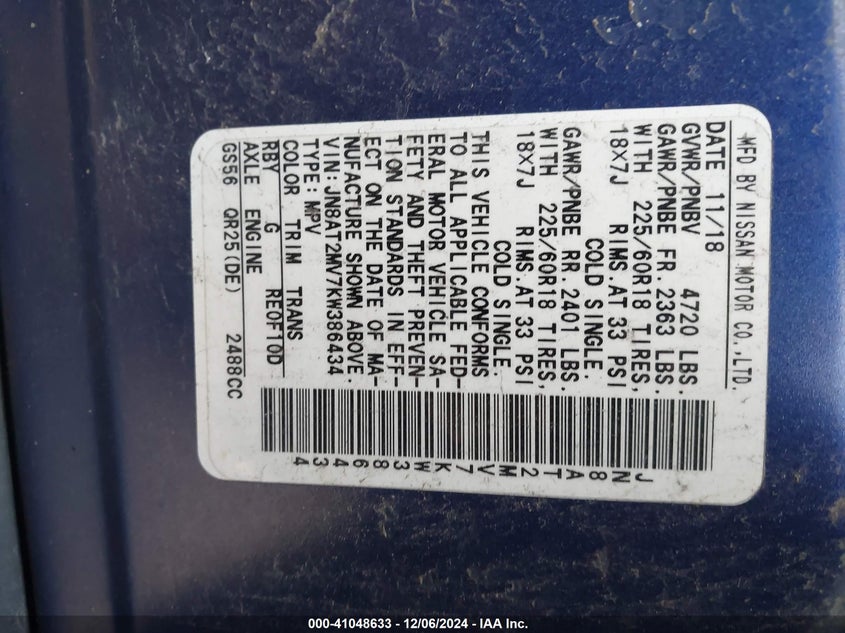 MFD BY NISSAN MOTOR CO.,LTD.
DATE 11/18
GVWR/PNBV 4720 LBS.
GAWR/PNBE FR.2363 LBS.
WITH 225/60R18 TIRES,
18X7J RIMS.AT 33 PSI
COLD SINGLE.
GAWR/PNBE RR.2401 LBS.
WITH 225/60R18 TIRES,
18X7J RIMS.AT 33 PSI
COLD SINGLE.
THIS VEHICLE CONFORMS
TO ALL APPLICABLE FED-
ERAL MOTOR VEHICLE SA-
FETY AND THEFT PREVEN-
TION STANDARDS IN EFF-
ECT ON THE DATE OF MA-
NUFACTURE SHOWN ABOVE.
VIN:JN8AT2MV7KW386434
TYPE:MPV
COLOR TRIM TRANS
RBY G RE0F10D
AXLE ENGINE
GS56 QR25(DE) 2488CC
JN8AT2MV7KW386434
000-41048633 - 12/06/2024 - IAA Inc.